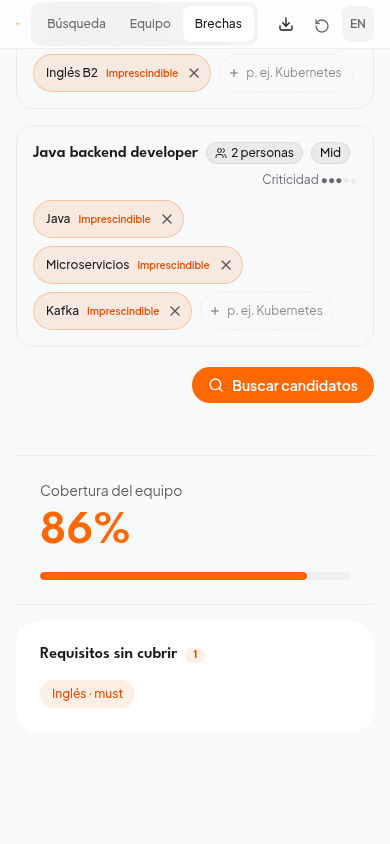 Búsqueda Equipo Brechas EN
Inglés B2 Imprescindible + p. ej. Kubernetes
Java backend developer 2 personas Mid
Criticidad
Java Imprescindible
Microservicios Imprescindible
Kafka Imprescindible + p. ej. Kubernetes
Buscar candidatos
Cobertura del equipo
86%
Requisitos sin cubrir 1
Inglés · must